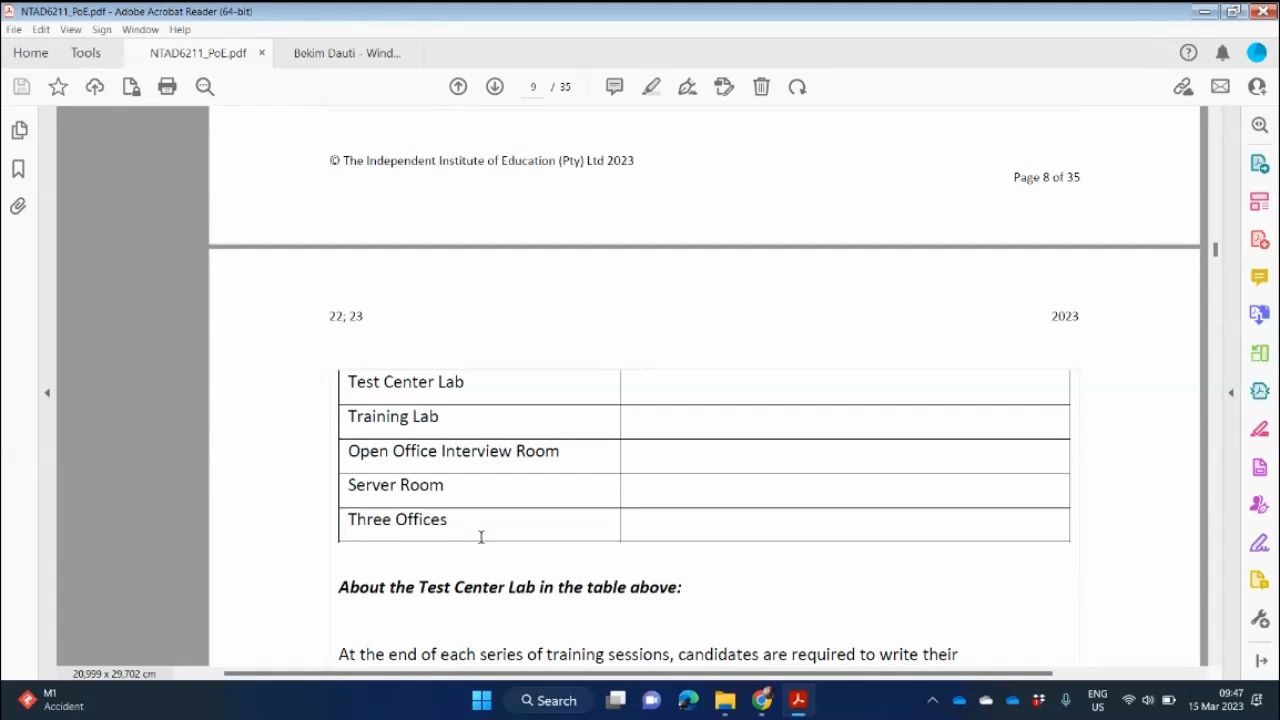 NTAD6211_PoE.pdf - Adobe Acrobat Reader (64-bit)
File Edit View Sign Window Help
Home Tools NTAD6211_PoE.pdf × Bekim Dauti - Wind...
9 / 35
© The Independent Institute of Education (Pty) Ltd 2023
Page 8 of 35
22; 23 2023
Test Center Lab
Training Lab
Open Office Interview Room
Server Room
Three Offices
About the Test Center Lab in the table above:
At the end of each series of training sessions, candidates are required to write their
20,999 x 29,702 cm
M1
Accident
Search
ENG
US
09:47
15 Mar 2023